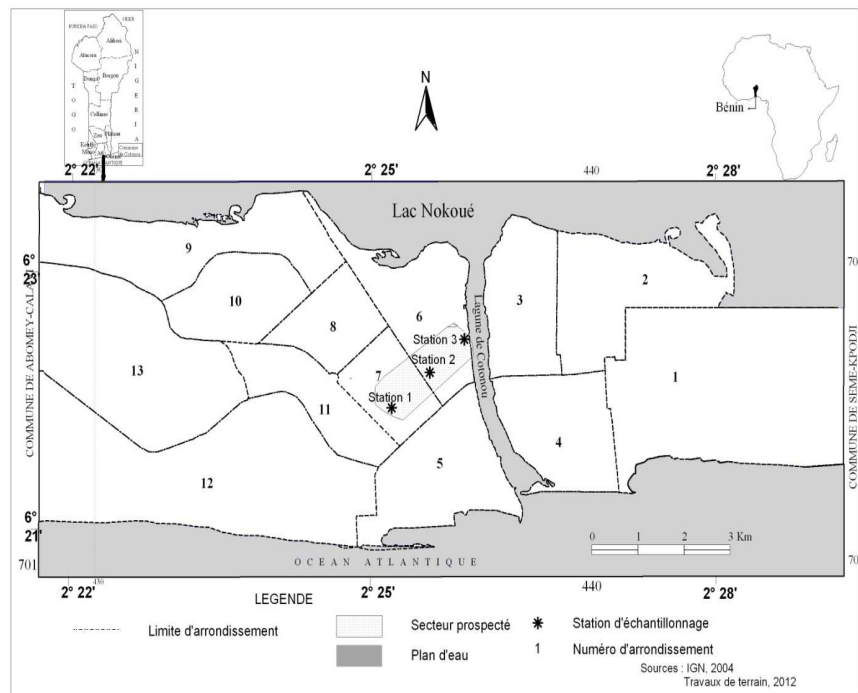 BURKINA FASO
NIGER
Alibori
Atacora
Borgou
Donga
Collines
Zou
Plateau
TOGO
NIGERIA
Commune de Cotonou
N
Bénin
2° 22'
2° 25'
440
2° 28'
Lac Nokoué
6° 23'
70
9
10
8
6
3
2
13
7
11
1
12
5
4
Station 3
Station 2
Station 1
Lagune de Cotonou
COMMUNE DE ABOMEY-CALAVI
COMMUNE DE SEME-KPODJI
6° 21'
0 1 2 3 Km
701
OCEAN ATLANTIQUE
70
2° 22'
430
2° 25'
440
2° 28'
LEGENDE
Limite d'arrondissement
Secteur prospecté
Station d'échantillonnage
Plan d'eau
1 Numéro d'arrondissement
Sources : IGN, 2004
Travaux de terrain, 2012